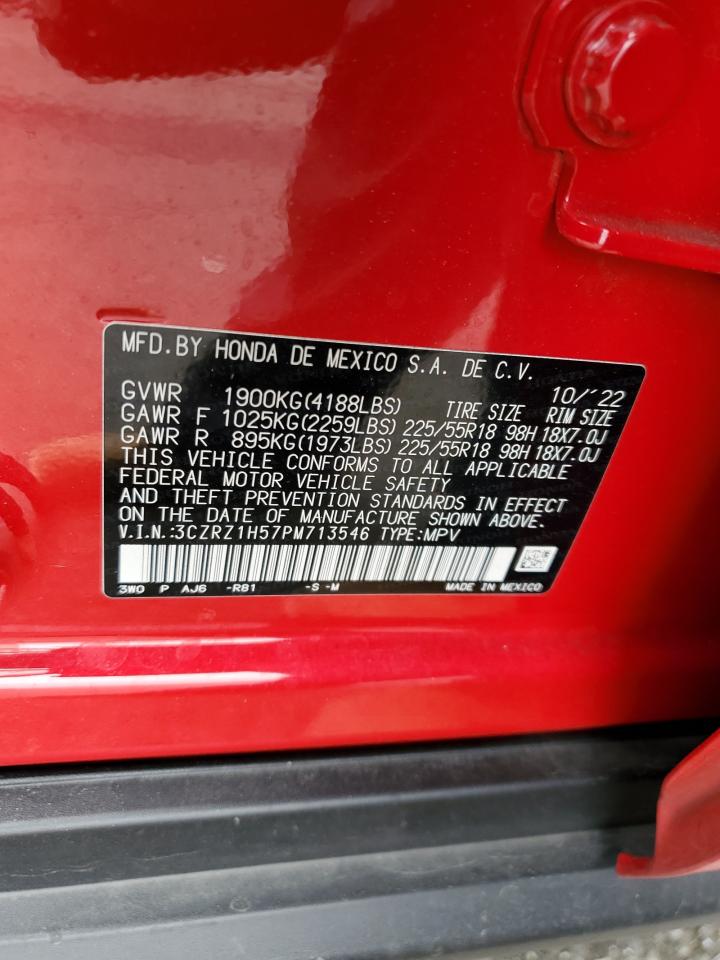 MFD.BY HONDA DE MEXICO S.A. DE C.V.
10/'22
GVWR 1900KG(4188LBS) TIRE SIZE RIM SIZE
GAWR F 1025KG(2259LBS) 225/55R18 98H 18X7.0J
GAWR R 895KG(1973LBS) 225/55R18 98H 18X7.0J
THIS VEHICLE CONFORMS TO ALL APPLICABLE
FEDERAL MOTOR VEHICLE SAFETY
AND THEFT PREVENTION STANDARDS IN EFFECT
ON THE DATE OF MANUFACTURE SHOWN ABOVE.
V.I.N.:3CZRZ1H57PM713546 TYPE:MPV
3W0 P AJ6 -R81 -S -M MADE IN MEXICO